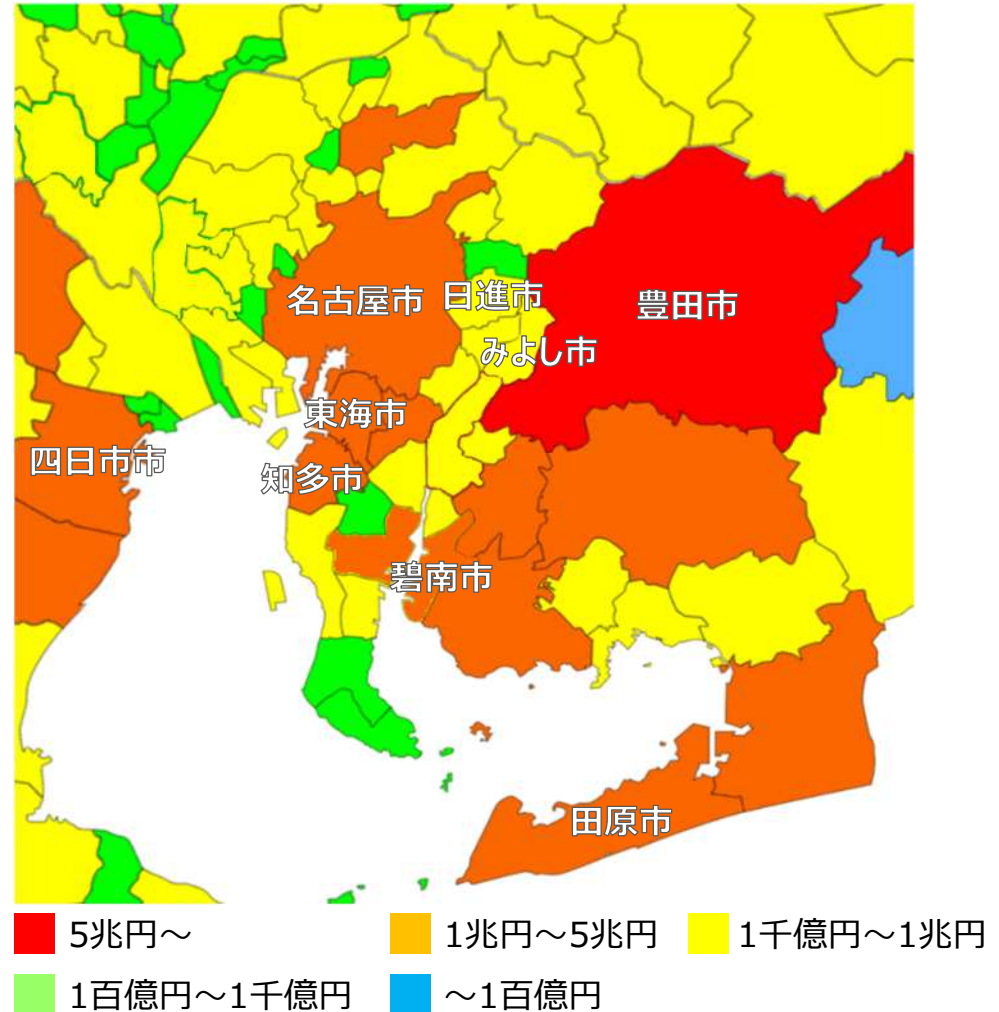 名古屋市
日進市
豊田市
みよし市
東海市
四日市市
知多市
碧南市
田原市
5兆円～
1兆円～5兆円
1千億円～1兆円
1百億円～1千億円
～1百億円